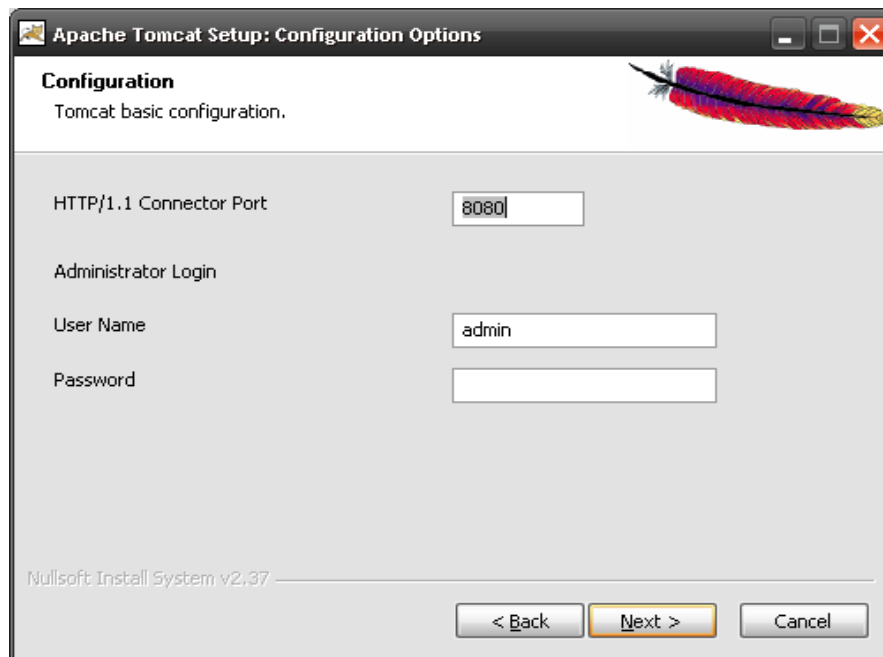 Apache Tomcat Setup: Configuration Options
Configuration
Tomcat basic configuration.
HTTP/1.1 Connector Port
8080
Administrator Login
User Name
admin
Password
Nullsoft Install System v2.37
< Back
Next >
Cancel